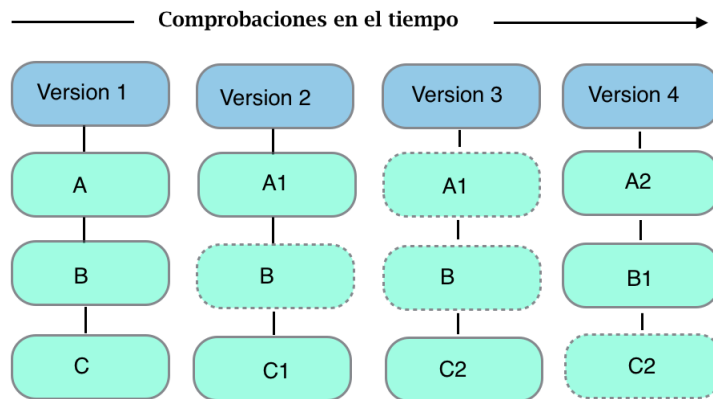 Comprobaciones en el tiempo
Version 1
Version 2
Version 3
Version 4
A
A1
A1
A2
B
B
B
B1
C
C1
C2
C2